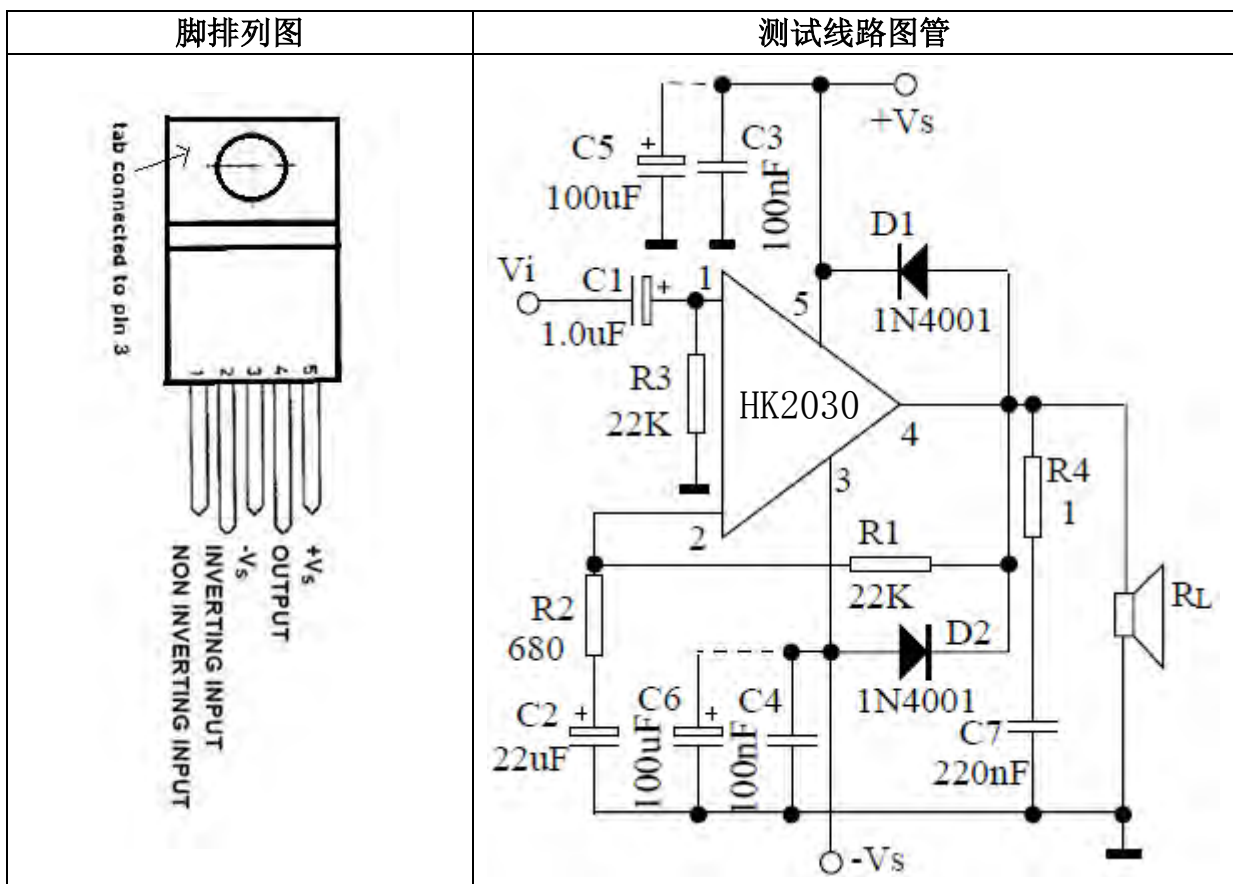 脚排列图
测试线路图管
tab connected to pin 3
1 2 3 4 5
+Vs
OUTPUT
-Vs
INVERTING INPUT
NON INVERTING INPUT
+Vs
C5
+
100uF
C3
100nF
D1
1N4001
Vi
C1
+
1.0uF
1
5
R3
22K
HK2030
4
3
2
R4
1
R1
22K
RL
R2
680
D2
1N4001
C2
+
22uF
C6
+
100uF
C4
100nF
C7
220nF
-Vs